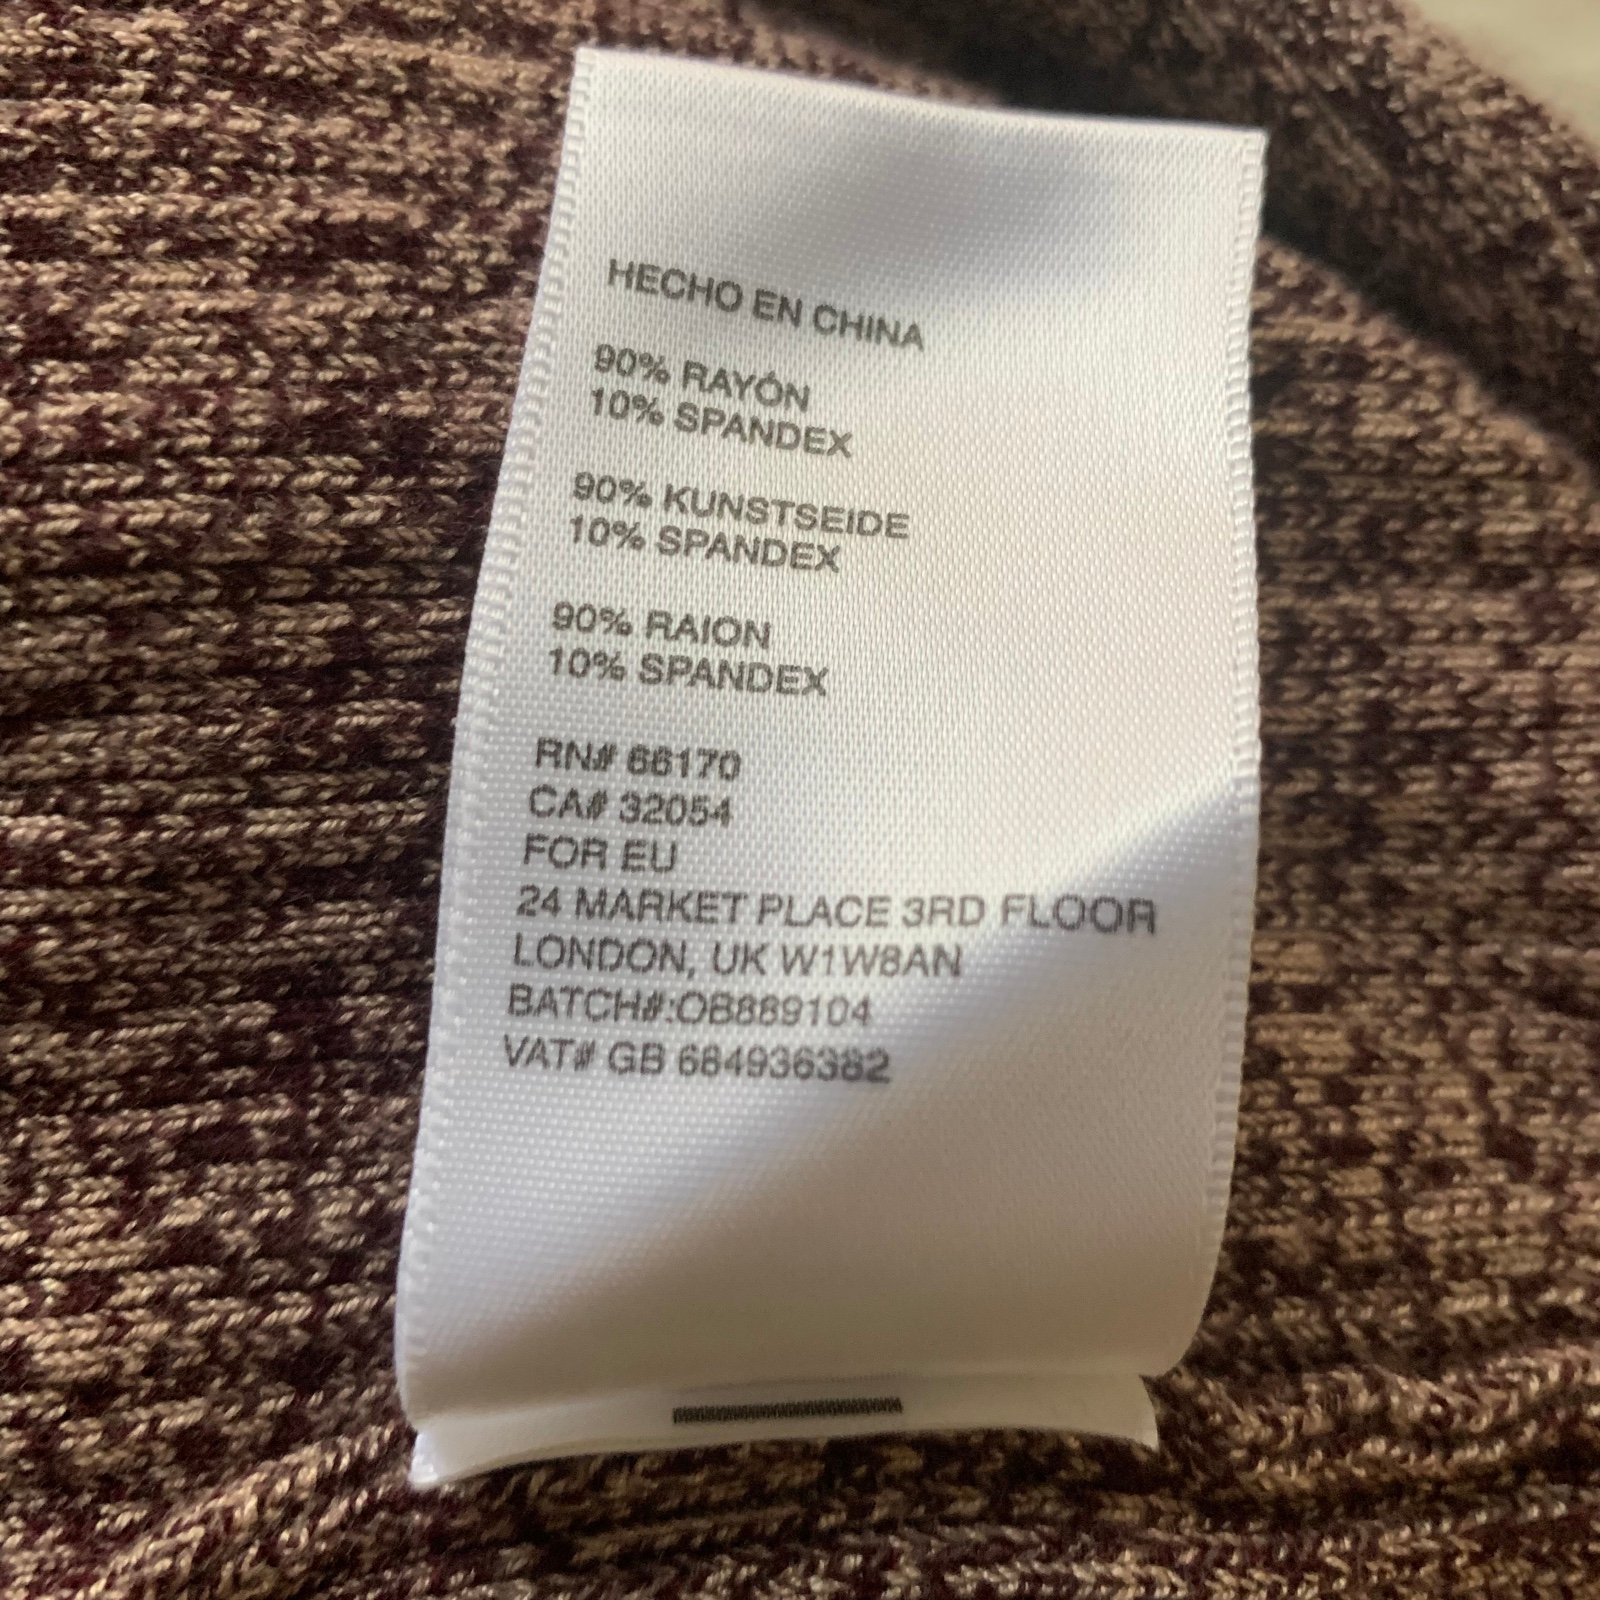 HECHO EN CHINA
90% RAYÓN
10% SPANDEX
90% KUNSTSEIDE
10% SPANDEX
90% RAION
10% SPANDEX
RN# 66170
CA# 32054
FOR EU
24 MARKET PLACE 3RD FLOOR
LONDON, UK W1W8AN
BATCH#:OB889104
VAT# GB 684936382